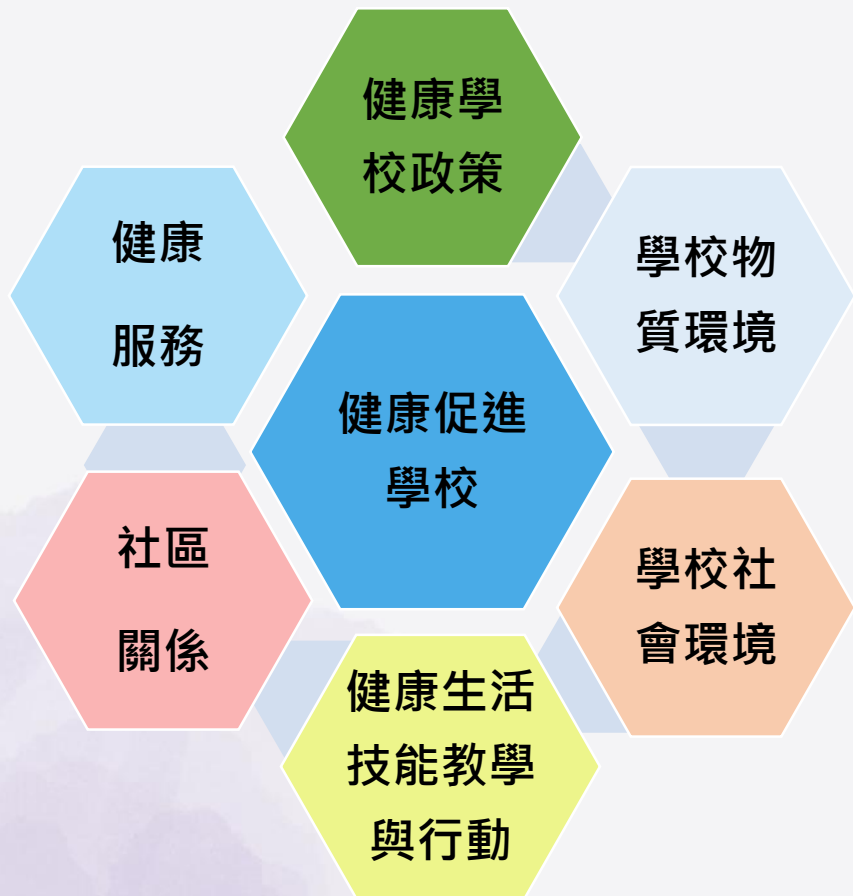 健康學
校政策
健康
服務
學校物
質環境
健康促進
學校
社區
關係
學校社
會環境
健康生活
技能教學
與行動